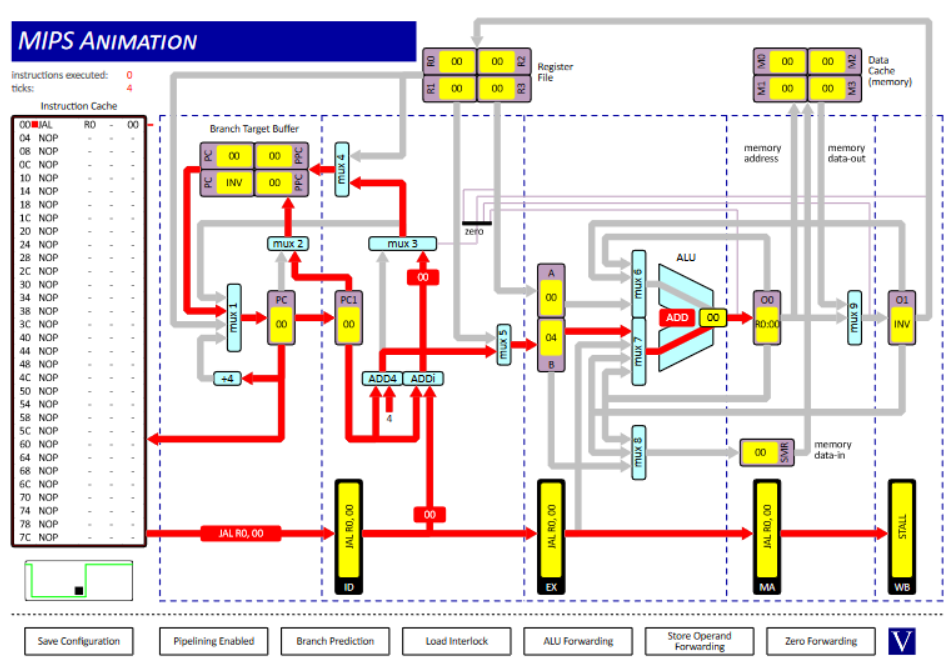 MIPS ANIMATION
instructions executed: 0
ticks: 4
Instruction Cache
00 JAL R0 - 00
04 NOP - - -
08 NOP - - -
0C NOP - - -
10 NOP - - -
14 NOP - - -
18 NOP - - -
1C NOP - - -
20 NOP - - -
24 NOP - - -
28 NOP - - -
2C NOP - - -
30 NOP - - -
34 NOP - - -
38 NOP - - -
3C NOP - - -
40 NOP - - -
44 NOP - - -
48 NOP - - -
4C NOP - - -
50 NOP - - -
54 NOP - - -
58 NOP - - -
5C NOP - - -
60 NOP - - -
64 NOP - - -
68 NOP - - -
6C NOP - - -
70 NOP - - -
74 NOP - - -
78 NOP - - -
7C NOP - - -
Branch Target Buffer
PC 00 00 PPC
PC INV 00 PPC
mux 4
mux 2
mux 3
mux 1
PC
00
PC1
00
+4
ADD4
ADDi
4
00
00
JAL R0, 00
R0 00 00 R2
R1 00 00 R3
Register
File
zero
mux 5
A
00
04
B
mux 6
mux 7
mux 8
ALU
ADD
00
M0 00 00 M2
M1 00 00 M3
Data
Cache
(memory)
memory
address
memory
data-out
O0
R0:00
mux 9
O1
INV
00 SMR
memory
data-in
JAL R0, 00
ID
JAL R0, 00
EX
JAL R0, 00
MA
STALL
WB
Save Configuration
Pipelining Enabled
Branch Prediction
Load Interlock
ALU Forwarding
Store Operand
Forwarding
Zero Forwarding
V